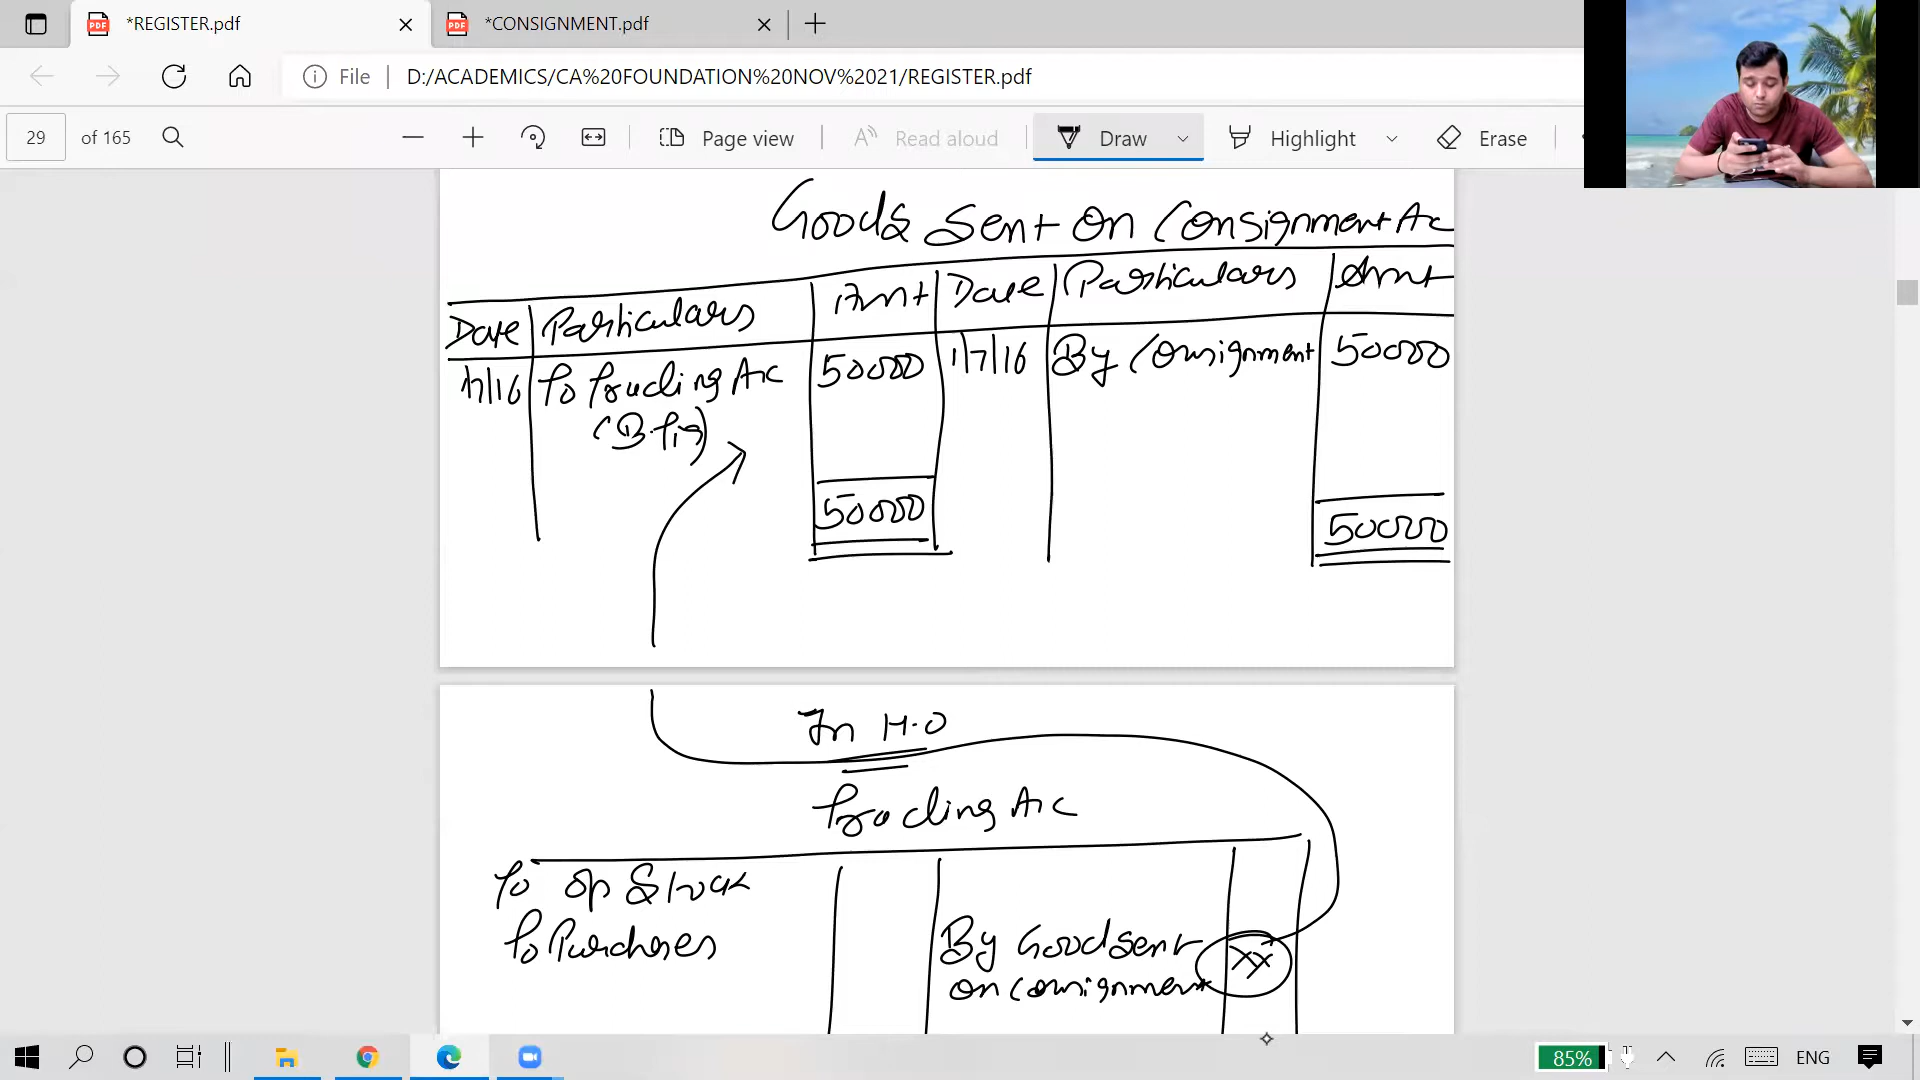 *REGISTER.pdf
*CONSIGNMENT.pdf
File
D:/ACADEMICS/CA%20FOUNDATION%20NOV%2021/REGISTER.pdf
29 of 165
Page view
Read aloud
Draw
Highlight
Erase
Goods Sent On Consignment A/c
Date Particulars Amt Date Particulars Amt
1/7/16 To Trading A/c 50000 1/7/16 By Consignment 50000
(B.fig)
50000 50000
In H.O
Trading A/c
To Op Stock
To Purchases
By Good sent
on consignment XX
85%
ENG